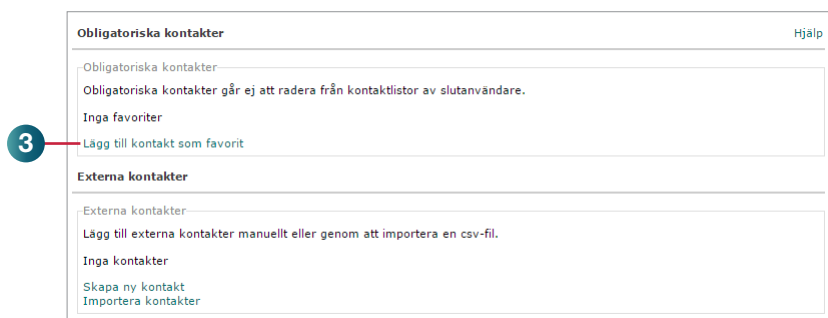 Obligatoriska kontakter Hjälp
Obligatoriska kontakter
Obligatoriska kontakter går ej att radera från kontaktlistor av slutanvändare.
Inga favoriter
3 Lägg till kontakt som favorit
Externa kontakter
Externa kontakter
Lägg till externa kontakter manuellt eller genom att importera en csv-fil.
Inga kontakter
Skapa ny kontakt
Importera kontakter